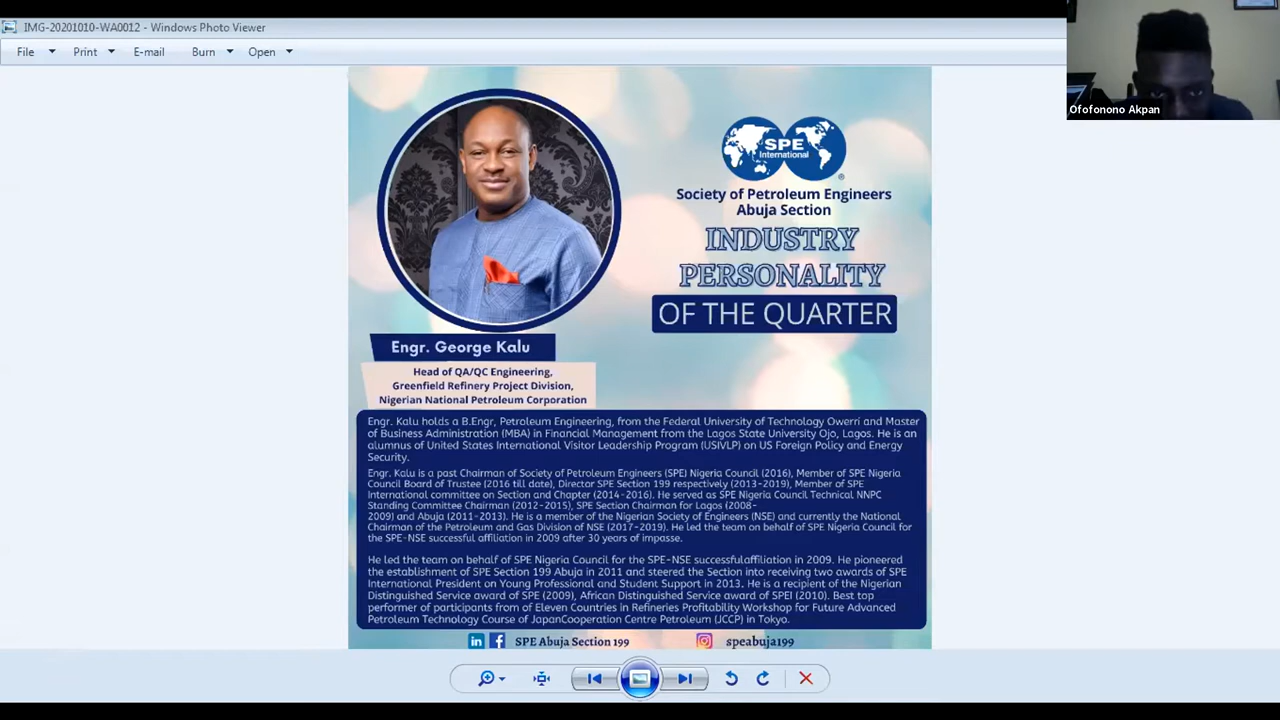 IMG-20201010-WA0012 - Windows Photo Viewer
File Print E-mail Burn Open
Ofofonono Akpan
SPE
International
®
Society of Petroleum Engineers
Abuja Section
INDUSTRY
PERSONALITY
OF THE QUARTER
Engr. George Kalu
Head of QA/QC Engineering,
Greenfield Refinery Project Division,
Nigerian National Petroleum Corporation
Engr. Kalu holds a B.Engr, Petroleum Engineering, from the Federal University of Technology Owerri and Master
of Business Administration (MBA) in Financial Management from the Lagos State University Ojo, Lagos. He is an
alumnus of United States International Visitor Leadership Program (USIVLP) on US Foreign Policy and Energy
Security.
Engr. Kalu is a past Chairman of Society of Petroleum Engineers (SPE) Nigeria Council (2016), Member of SPE Nigeria
Council Board of Trustee (2016 till date), Director SPE Section 199 respectively (2013-2019), Member of SPE
International committee on Section and Chapter (2014-2016). He served as SPE Nigeria Council Technical NNPC
Standing Committee Chairman (2012-2015), SPE Section Chairman for Lagos (2008-
2009) and Abuja (2011-2013). He is a member of the Nigerian Society of Engineers (NSE) and currently the National
Chairman of the Petroleum and Gas Division of NSE (2017-2019). He led the team on behalf of SPE Nigeria Council for
the SPE-NSE successful affiliation in 2009 after 30 years of impasse.
He led the team on behalf of SPE Nigeria Council for the SPE-NSE successfulaffiliation in 2009. He pioneered
the establishment of SPE Section 199 Abuja in 2011 and steered the Section into receiving two awards of SPE
International President on Young Professional and Student Support in 2013. He is a recipient of the Nigerian
Distinguished Service award of SPE (2009), African Distinguished Service award of SPEI (2010). Best top
performer of participants from of Eleven Countries in Refineries Profitability Workshop for Future Advanced
Petroleum Technology Course of JapanCooperation Centre Petroleum (JCCP) in Tokyo.
SPE Abuja Section 199 speabuja199